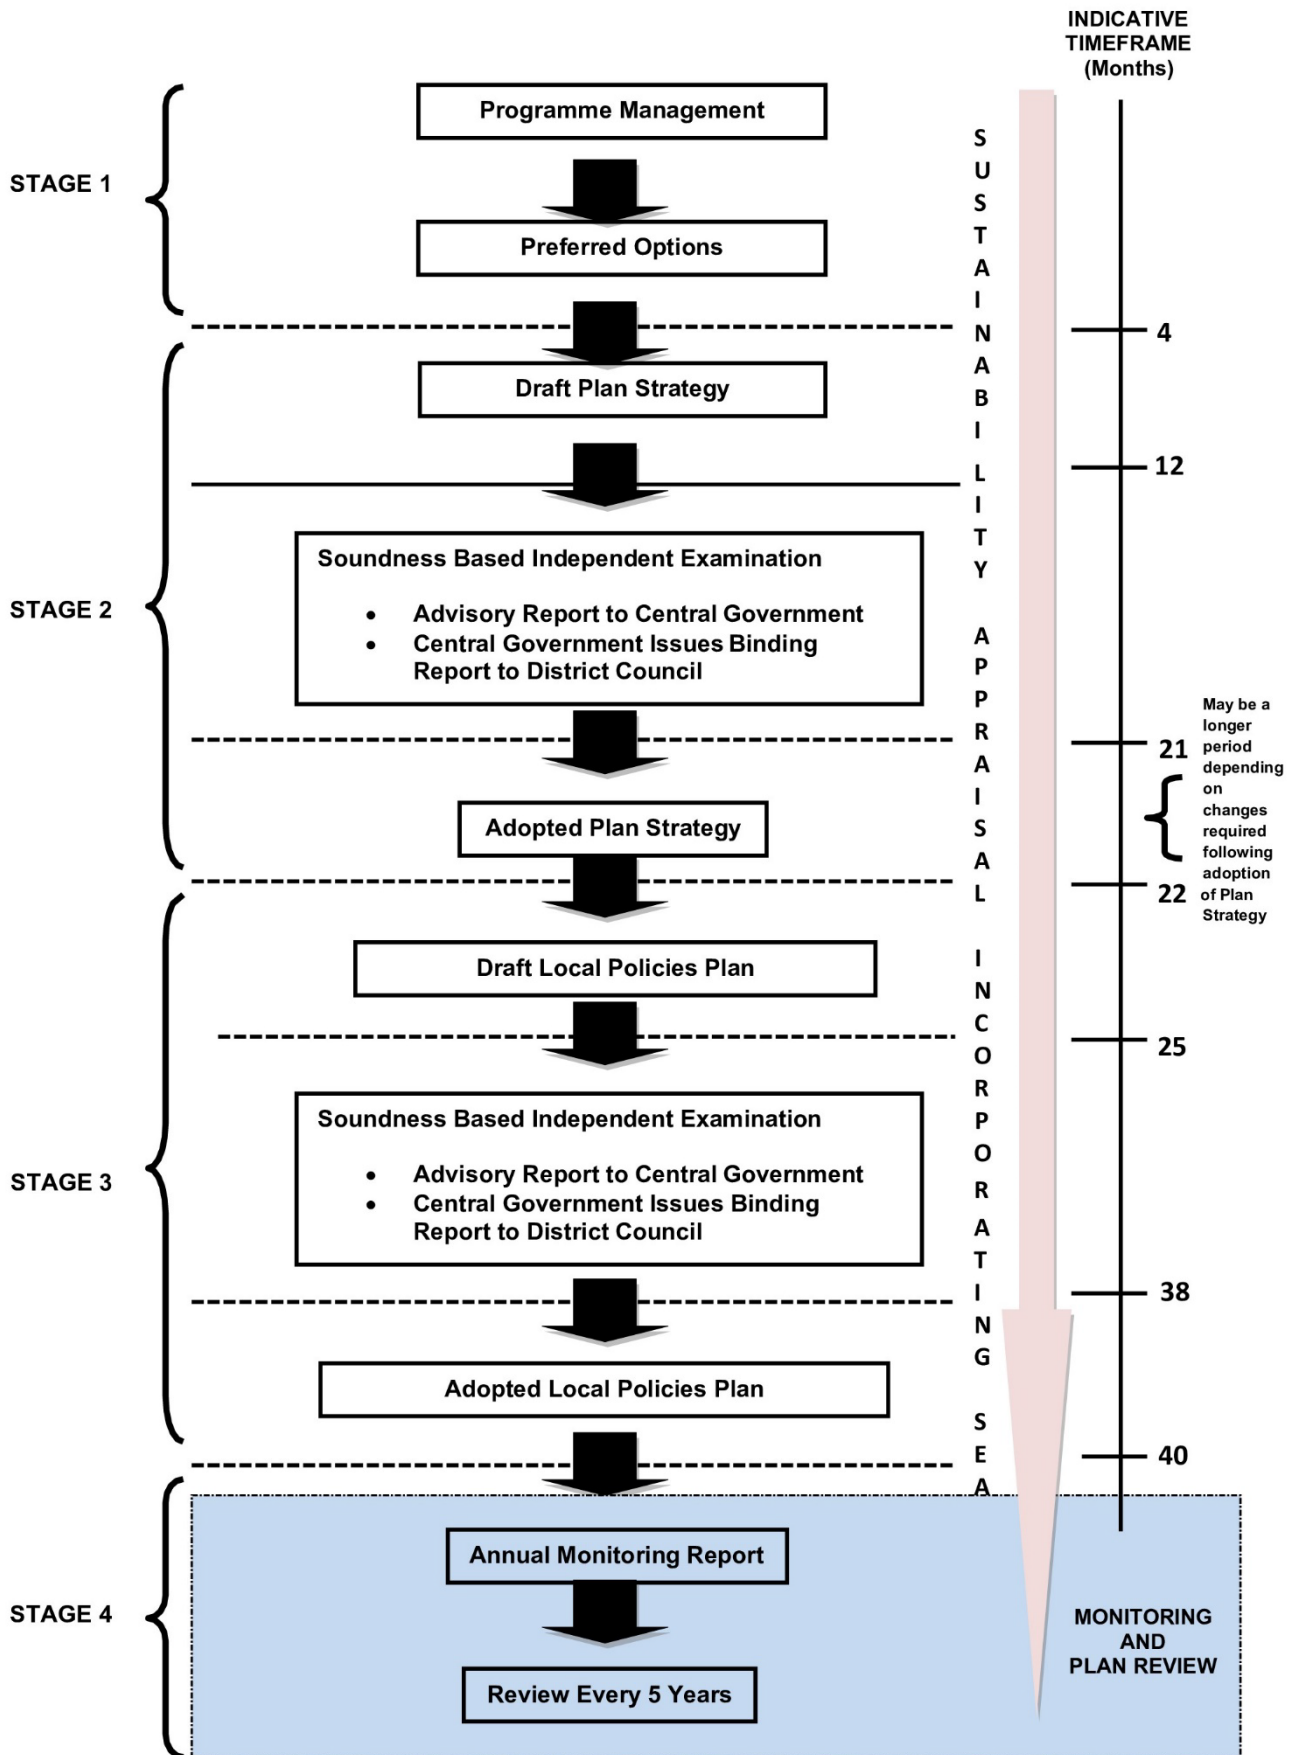 INDICATIVE
TIMEFRAME
(Months)
STAGE 1
Programme Management
Preferred Options
4
STAGE 2
Draft Plan Strategy
12
Soundness Based Independent Examination
• Advisory Report to Central Government
• Central Government Issues Binding
Report to District Council
21
May be a
longer
period
depending
on
changes
required
following
adoption
of Plan
Strategy
Adopted Plan Strategy
22
STAGE 3
Draft Local Policies Plan
25
Soundness Based Independent Examination
• Advisory Report to Central Government
• Central Government Issues Binding
Report to District Council
38
Adopted Local Policies Plan
40
SUSTAINABILITY APPRAISAL INCORPORATING SEA
STAGE 4
Annual Monitoring Report
Review Every 5 Years
MONITORING
AND
PLAN REVIEW